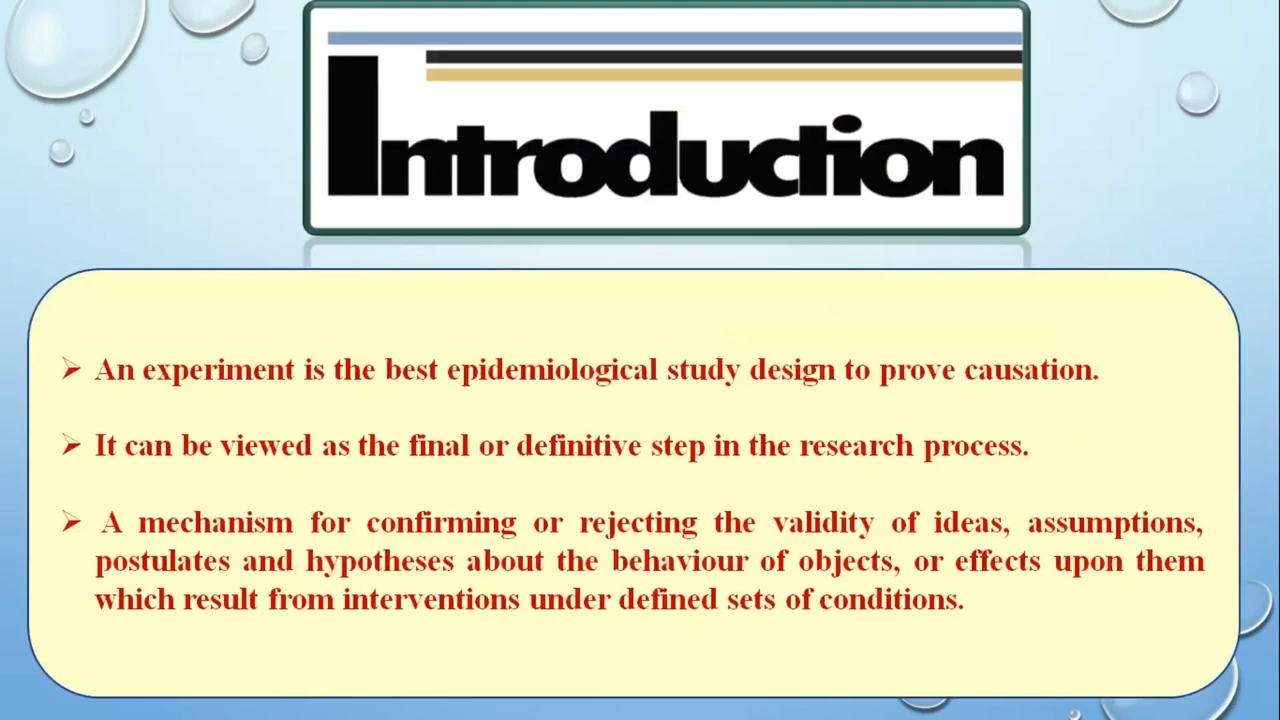 Introduction
➢ An experiment is the best epidemiological study design to prove causation.
➢ It can be viewed as the final or definitive step in the research process.
➢ A mechanism for confirming or rejecting the validity of ideas, assumptions,
postulates and hypotheses about the behaviour of objects, or effects upon them
which result from interventions under defined sets of conditions.